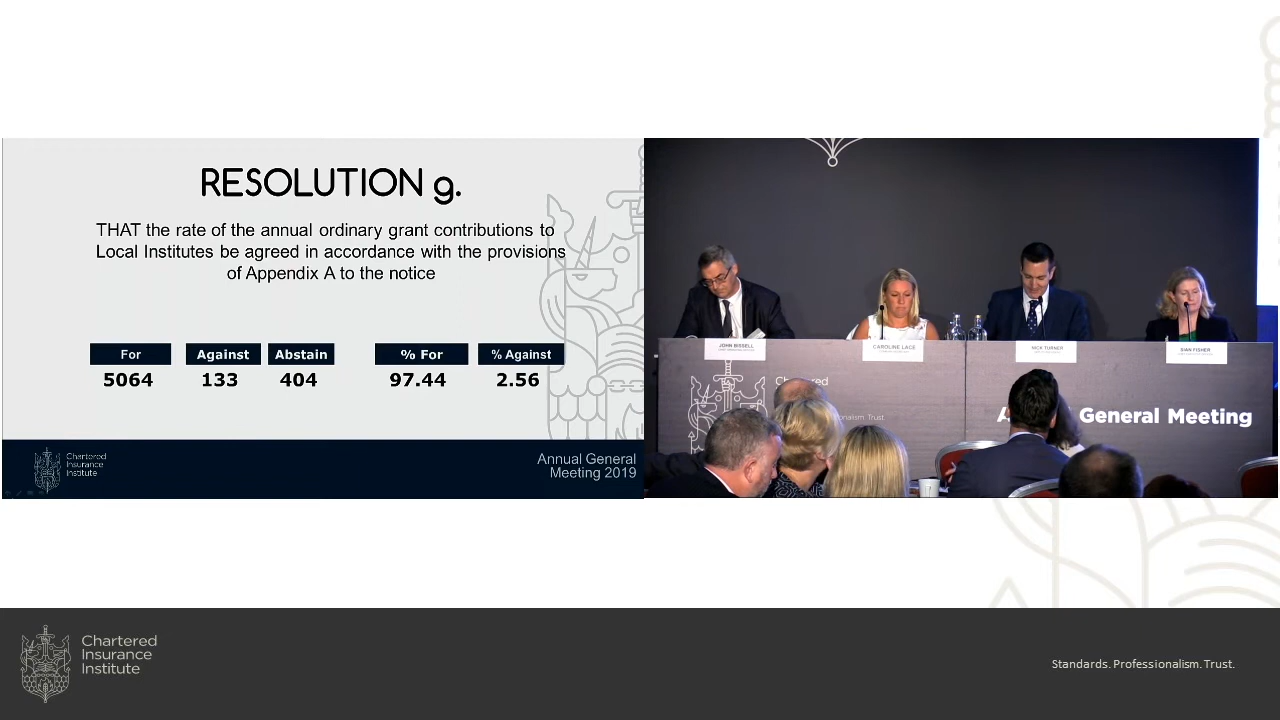 RESOLUTION g.
THAT the rate of the annual ordinary grant contributions to
Local Institutes be agreed in accordance with the provisions
of Appendix A to the notice
For Against Abstain % For % Against
5064 133 404 97.44 2.56
Chartered
Insurance
Institute
Annual General
Meeting 2019
JOHN BISSELL
CAROLINE LACE
NICK TURNER
SIAN FISHER
Chartered
Trust.
General Meeting
Chartered
Insurance
Institute
Standards. Professionalism. Trust.